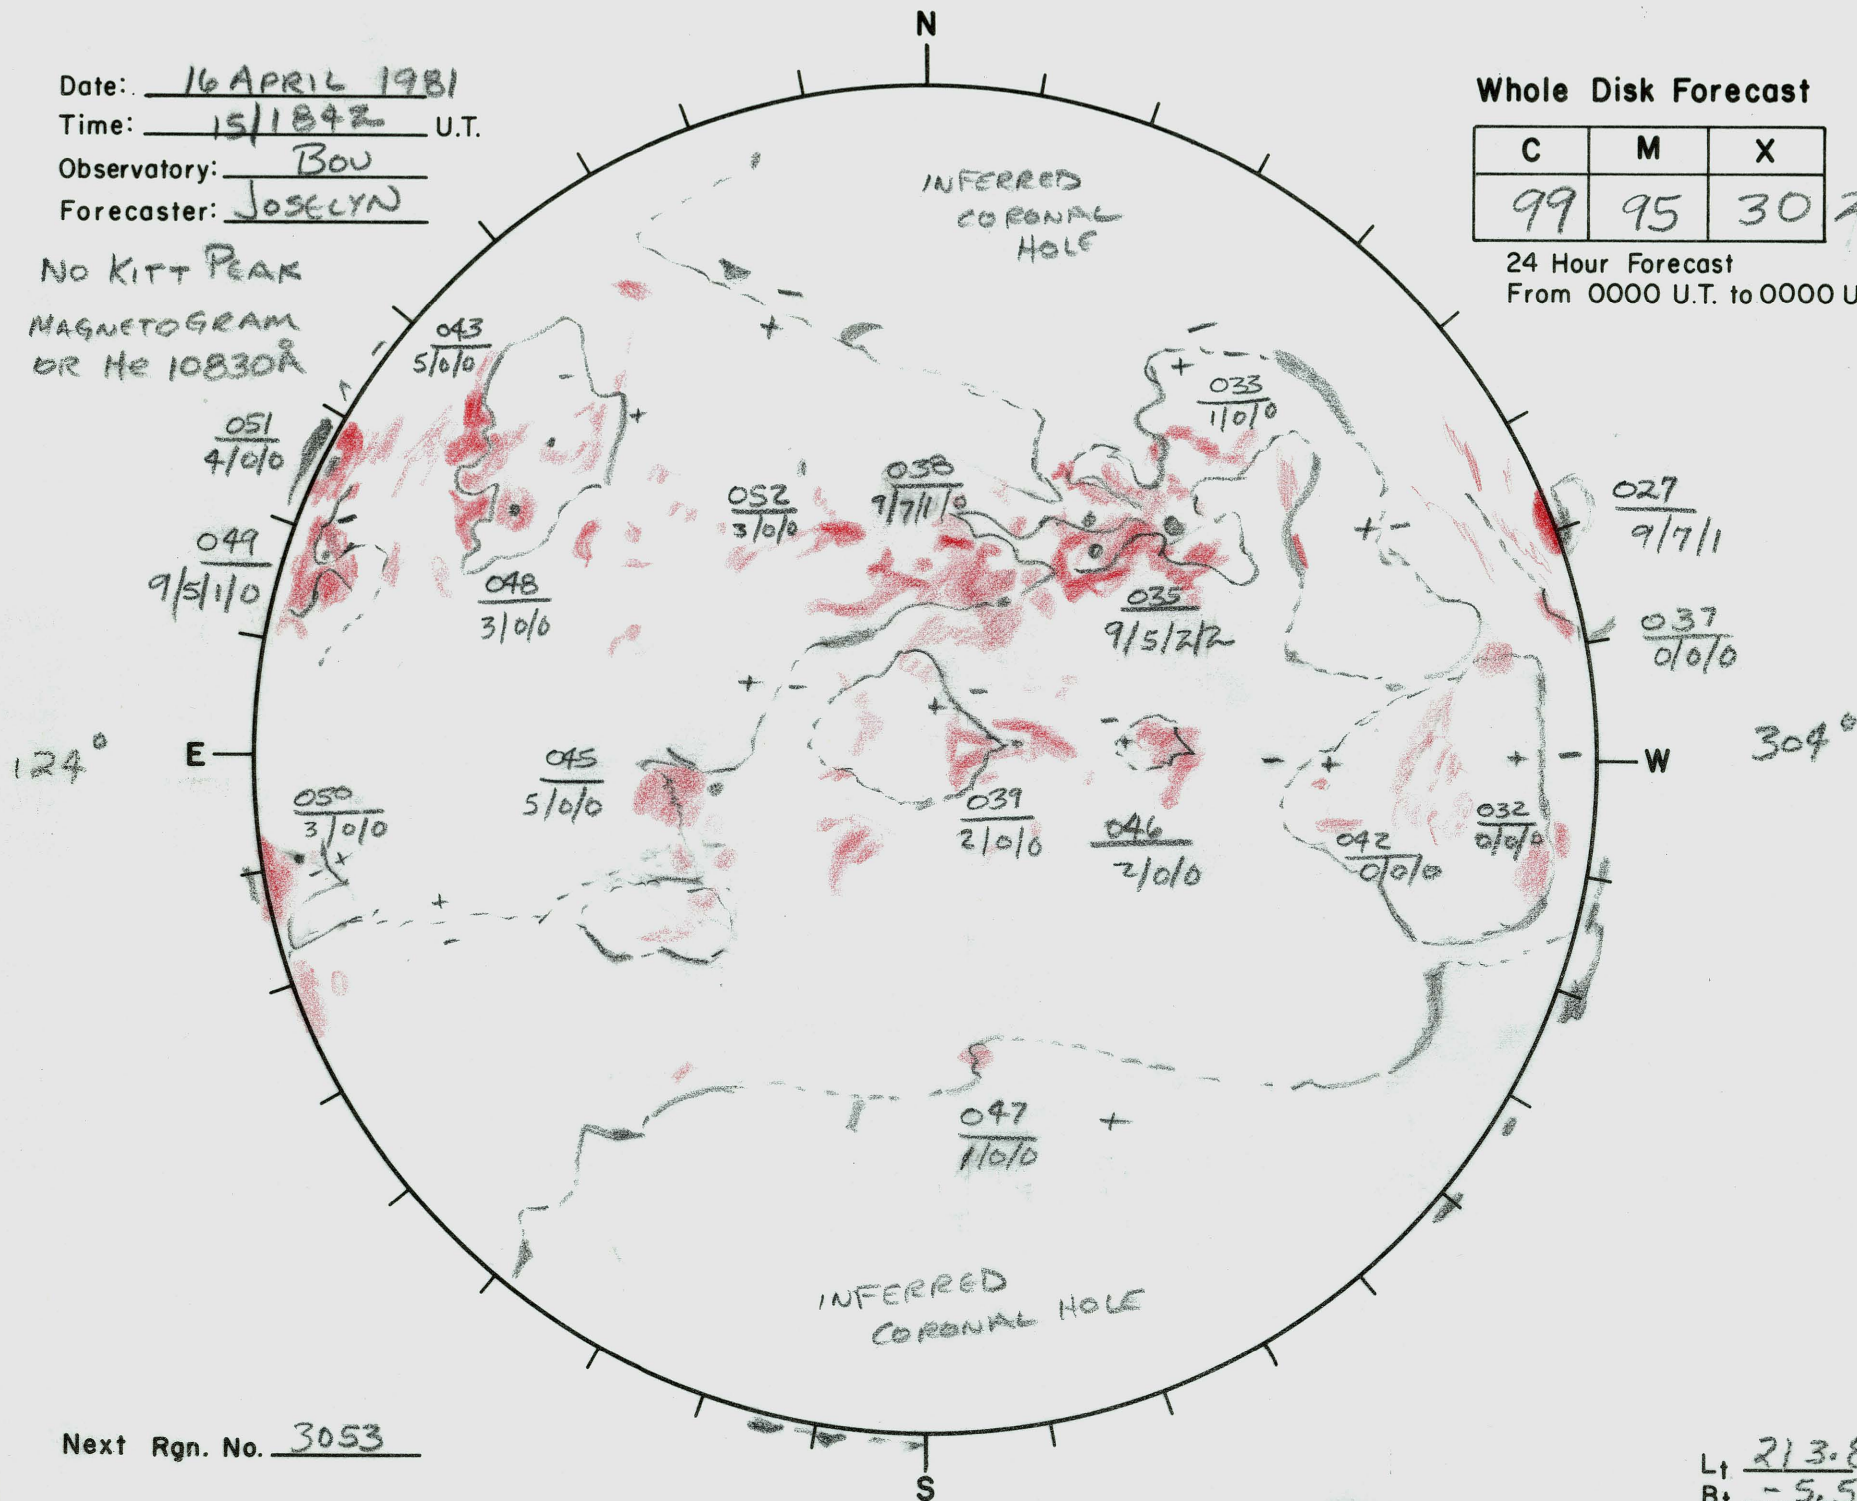 N
Date: 16 APRIL 1981
Time: 15/1842 U.T.
Observatory: BOU
Forecaster: JOSELYN
NO KITT PEAK
MAGNETOGRAM
OR He 10830Å
Whole Disk Forecast
C M X
99 95 30
24 Hour Forecast
From 0000 U.T. to 0000 U
INFERRED
CORONAL
HOLE
043
5/0/0
033
1/0/0
051
4/0/0
038
9/7/1/0
052
3/0/0
027
9/7/1
049
9/5/1/0
048
3/0/0
035
9/5/2/2
037
0/0/0
124° E
W 304°
045
5/0/0
050
3/0/0
039
2/0/0
046
2/0/0
042
0/0/0
032
0/0/0
047
1/0/0
INFERRED
CORONAL HOLE
Next Rgn. No. 3053
S
Lt 213.8
Bt -5.5